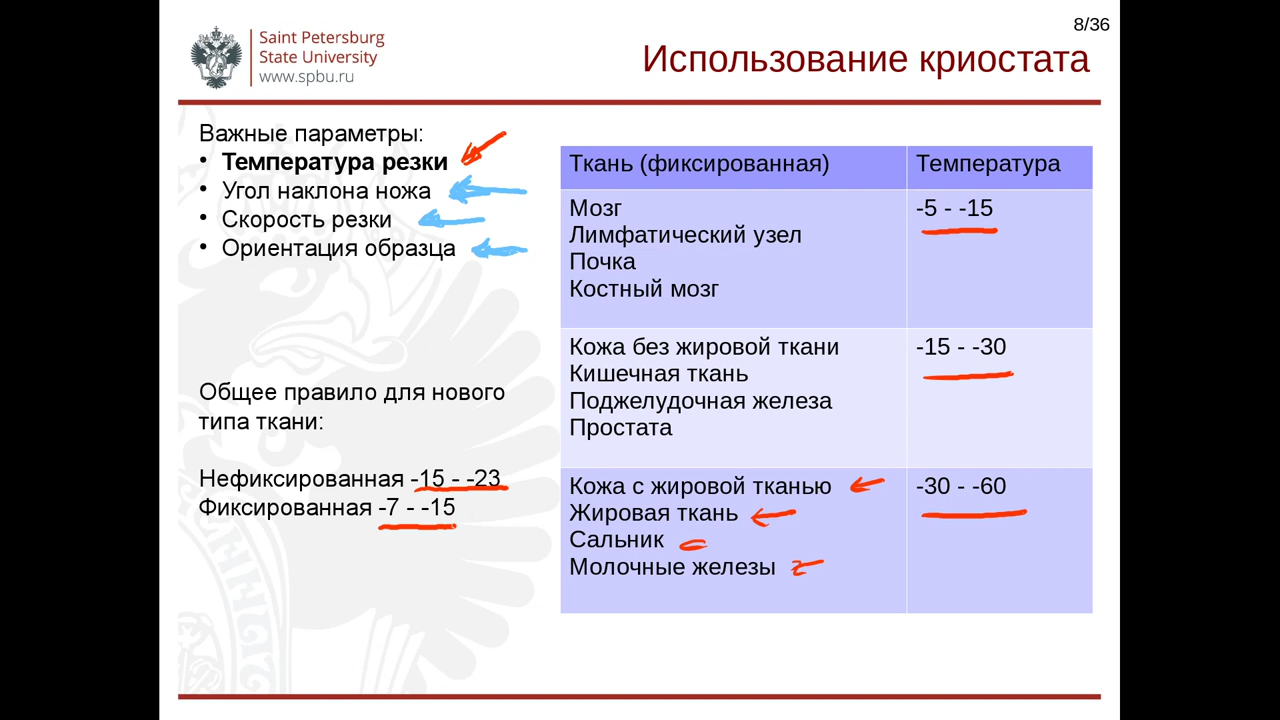 8/36
Saint Petersburg
State University
www.spbu.ru
Использование криостата
Важные параметры:
• Температура резки
• Угол наклона ножа
• Скорость резки
• Ориентация образца
Общее правило для нового
типа ткани:
Нефиксированная -15 - -23
Фиксированная -7 - -15
Ткань (фиксированная) Температура
Мозг -5 - -15
Лимфатический узел
Почка
Костный мозг
Кожа без жировой ткани -15 - -30
Кишечная ткань
Поджелудочная железа
Простата
Кожа с жировой тканью -30 - -60
Жировая ткань
Сальник
Молочные железы